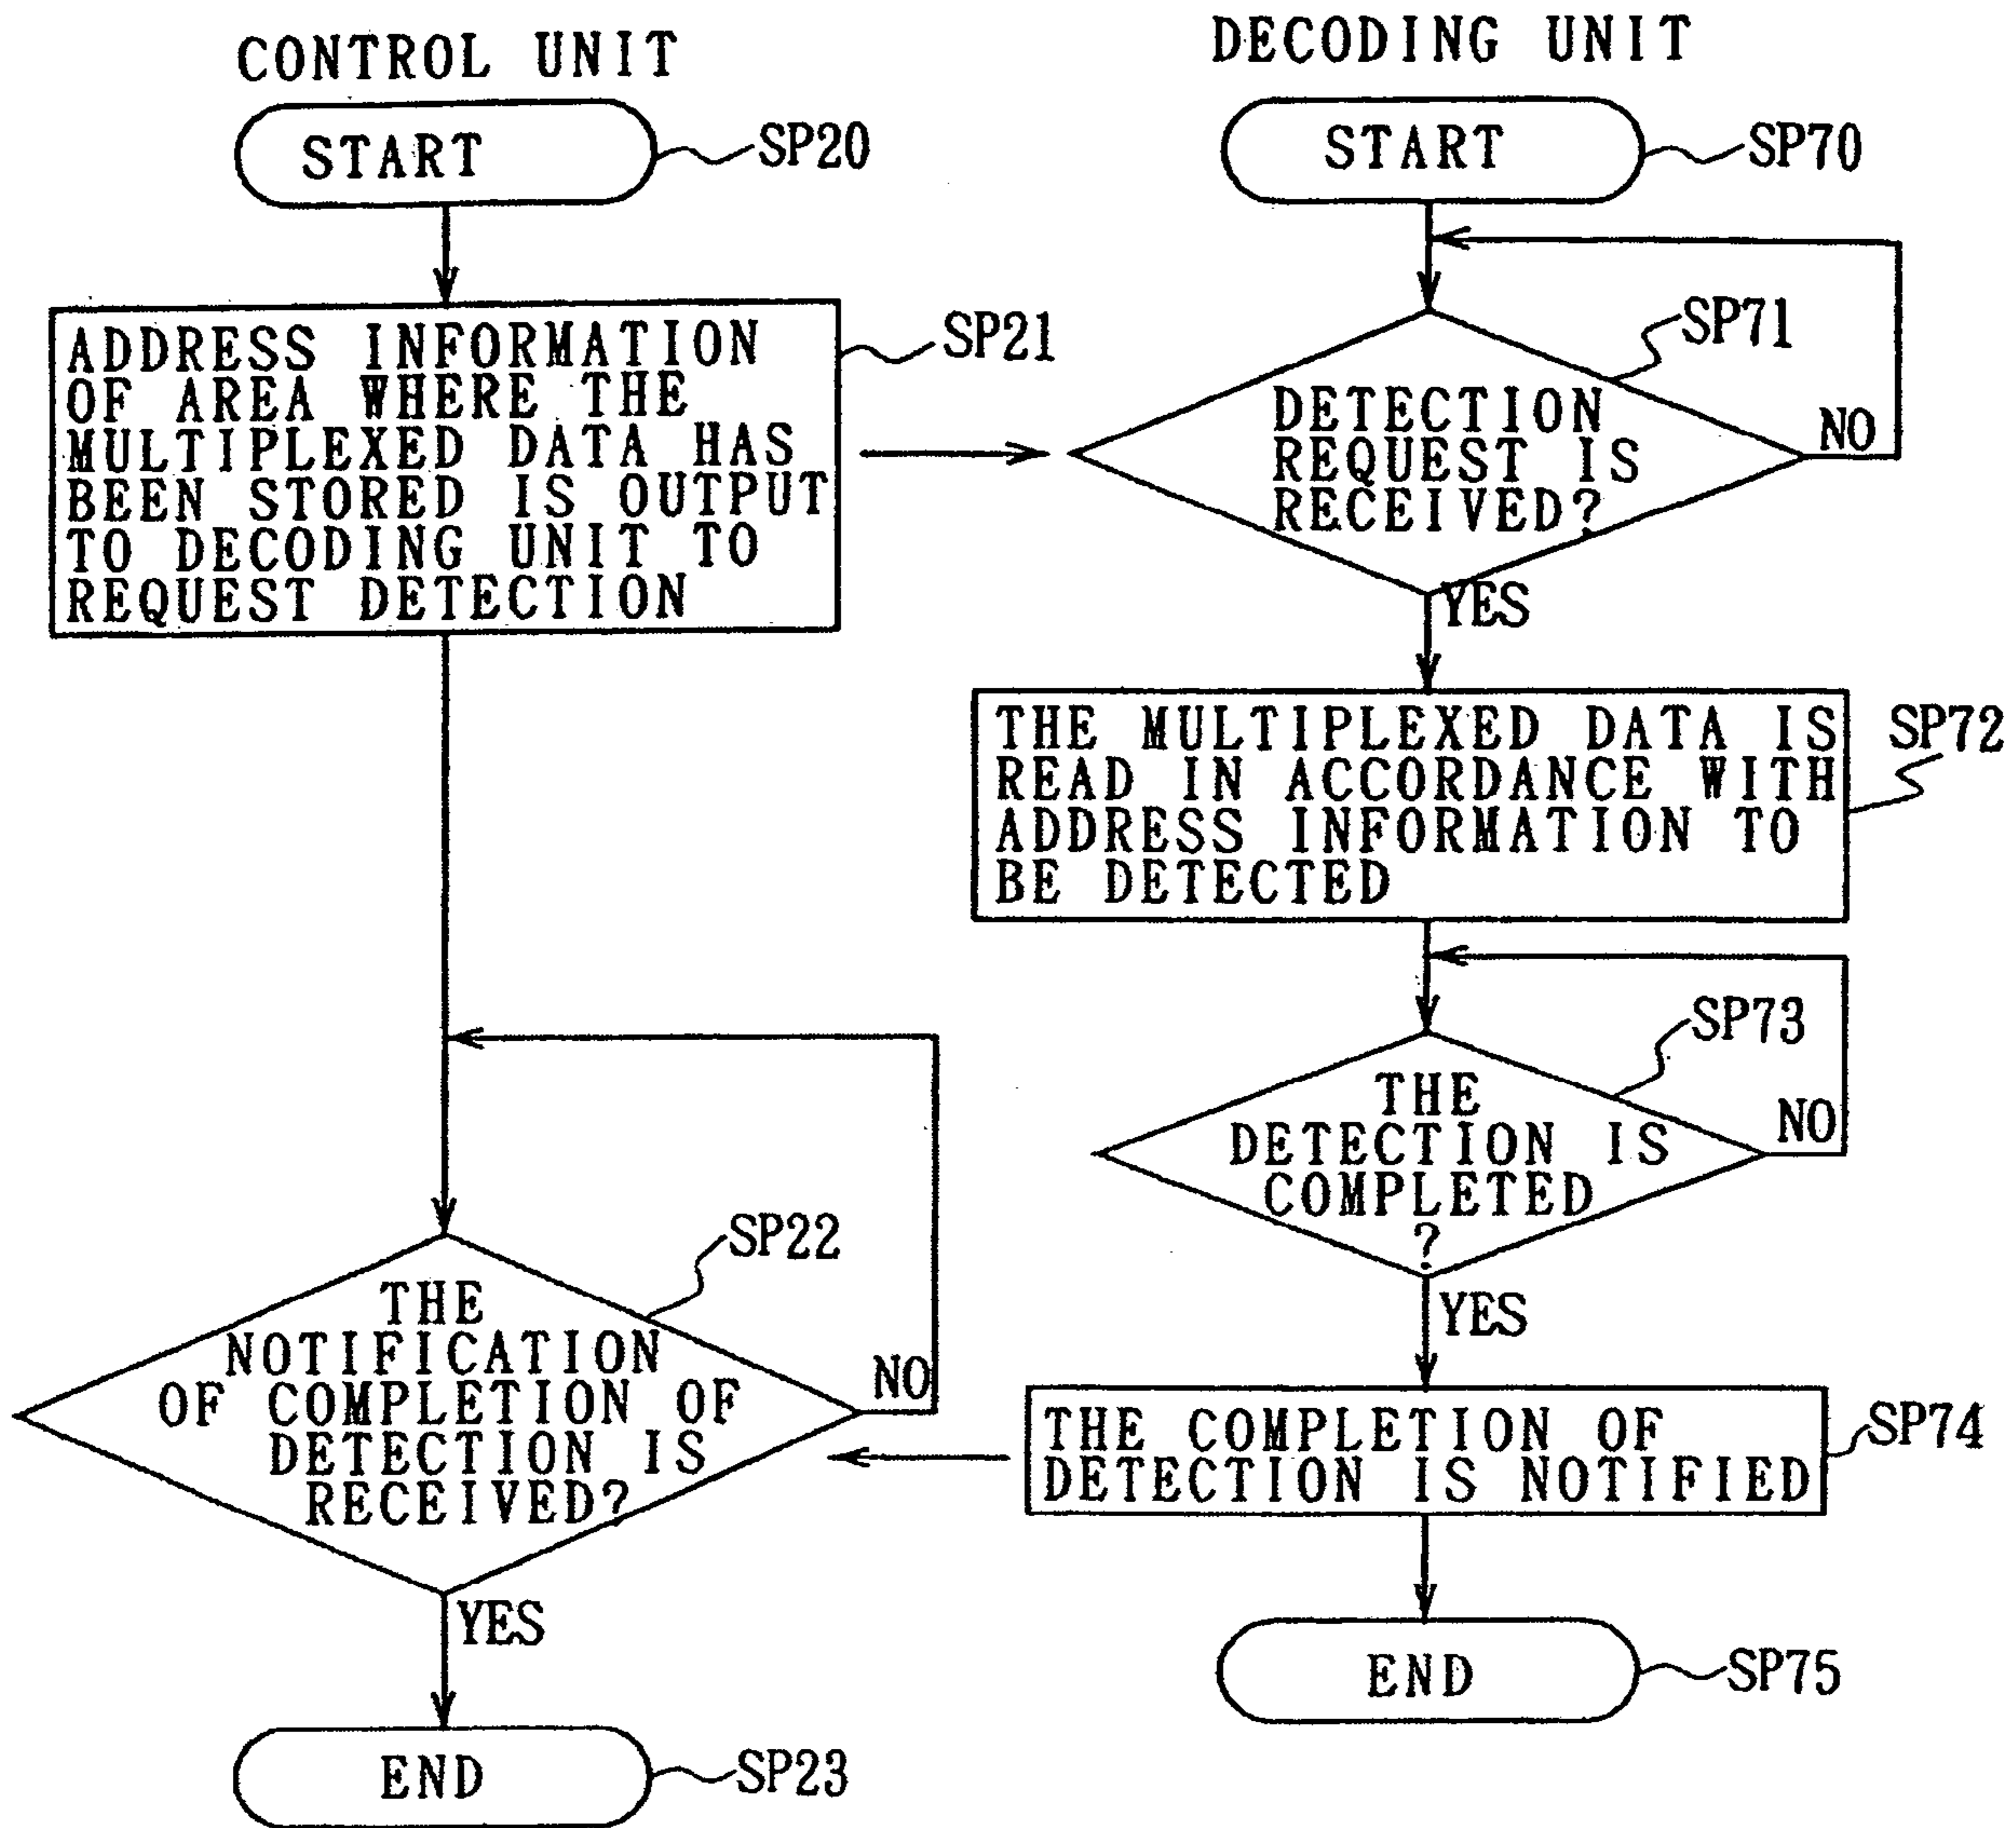 CONTROL UNIT
START
SP20
ADDRESS INFORMATION
OF AREA WHERE THE
MULTIPLEXED DATA HAS
BEEN STORED IS OUTPUT
TO DECODING UNIT TO
REQUEST DETECTION
SP21
THE
NOTIFICATION
OF COMPLETION OF
DETECTION IS
RECEIVED?
SP22
NO
YES
END
SP23
DECODING UNIT
START
SP70
DETECTION
REQUEST IS
RECEIVED?
SP71
NO
YES
THE MULTIPLEXED DATA IS
READ IN ACCORDANCE WITH
ADDRESS INFORMATION TO
BE DETECTED
SP72
THE
DETECTION IS
COMPLETED
?
SP73
NO
YES
THE COMPLETION OF
DETECTION IS NOTIFIED
SP74
END
SP75